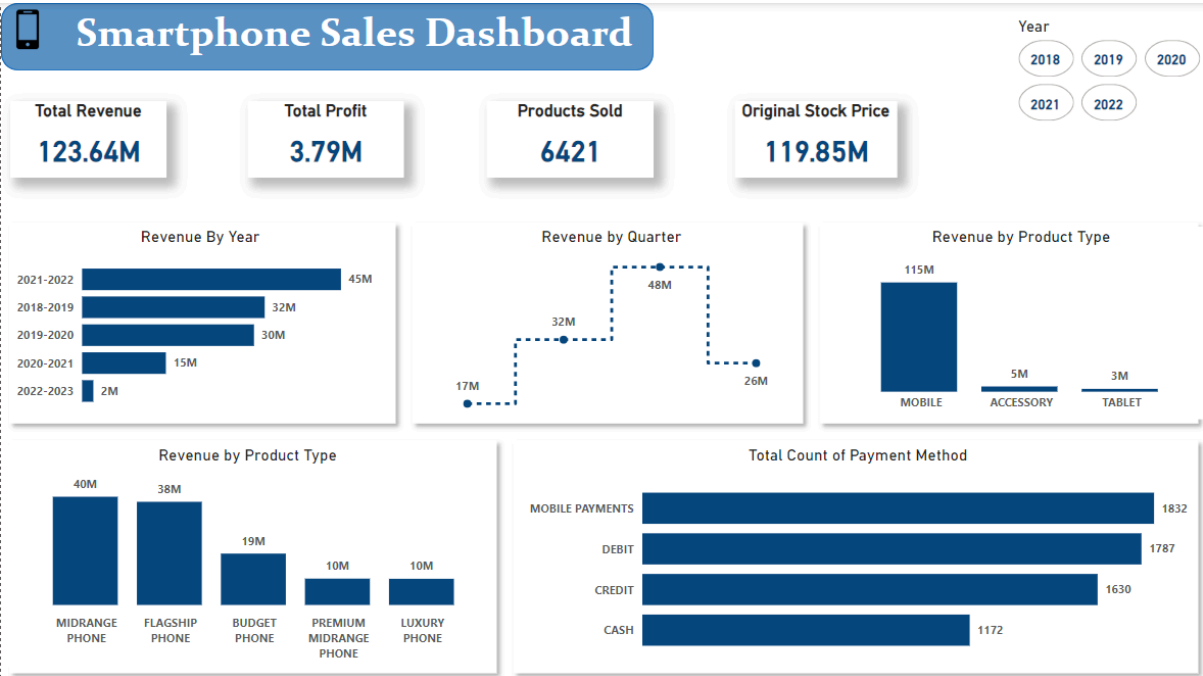 Smartphone Sales Dashboard
Year
2018 2019 2020
2021 2022
Total Revenue
123.64M
Total Profit
3.79M
Products Sold
6421
Original Stock Price
119.85M
Revenue By Year
2021-2022 45M
2018-2019 32M
2019-2020 30M
2020-2021 15M
2022-2023 2M
Revenue by Quarter
17M
32M
48M
26M
Revenue by Product Type
115M
5M
3M
MOBILE
ACCESSORY
TABLET
Revenue by Product Type
40M
38M
19M
10M
10M
MIDRANGE
PHONE
FLAGSHIP
PHONE
BUDGET
PHONE
PREMIUM
MIDRANGE
PHONE
LUXURY
PHONE
Total Count of Payment Method
MOBILE PAYMENTS 1832
DEBIT 1787
CREDIT 1630
CASH 1172